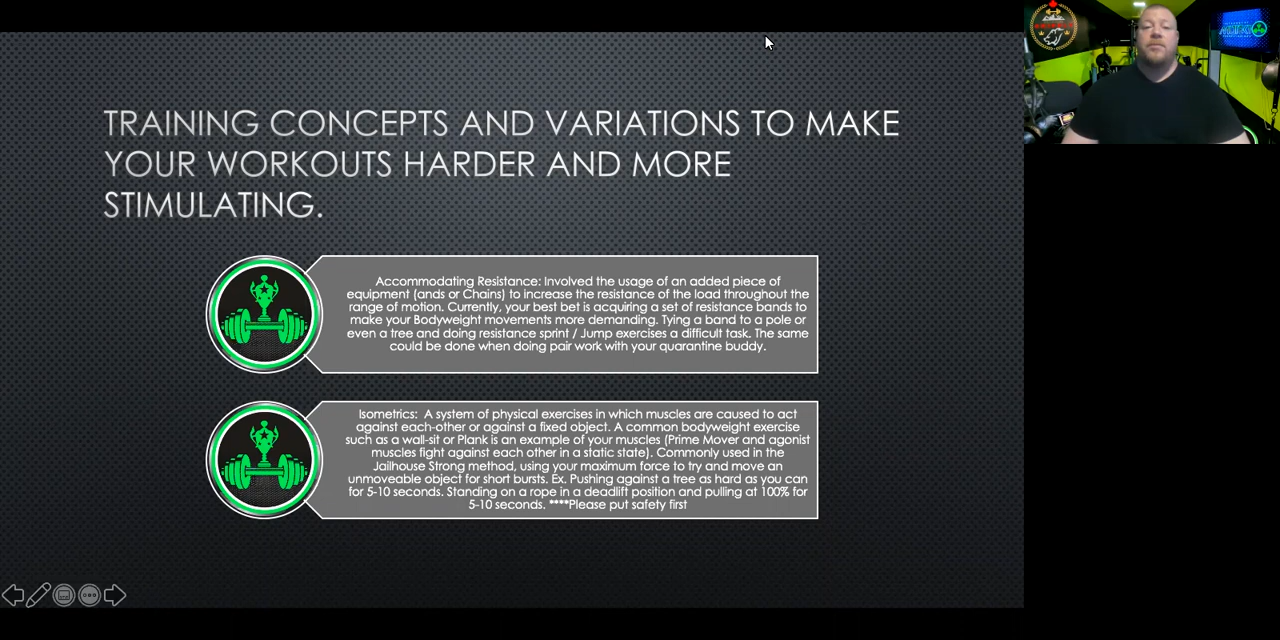 TRAINING CONCEPTS AND VARIATIONS TO MAKE
YOUR WORKOUTS HARDER AND MORE
STIMULATING.
Accommodating Resistance: Involved the usage of an added piece of
equipment (ands or Chains) to increase the resistance of the load throughout the
range of motion. Currently, your best bet is acquiring a set of resistance bands to
make your Bodyweight movements more demanding. Tying a band to a pole or
even a tree and doing resistance sprint / Jump exercises a difficult task. The same
could be done when doing pair work with your quarantine buddy.
Isometrics:  A system of physical exercises in which muscles are caused to act
against each-other or against a fixed object. A common bodyweight exercise
such as a wall-sit or Plank is an example of your muscles (Prime Mover and agonist
muscles fight against each other in a static state). Commonly used in the
Jailhouse Strong method, using your maximum force to try and move an
unmoveable object for short bursts. Ex. Pushing against a tree as hard as you can
for 5-10 seconds. Standing on a rope in a deadlift position and pulling at 100% for
5-10 seconds. ****Please put safety first